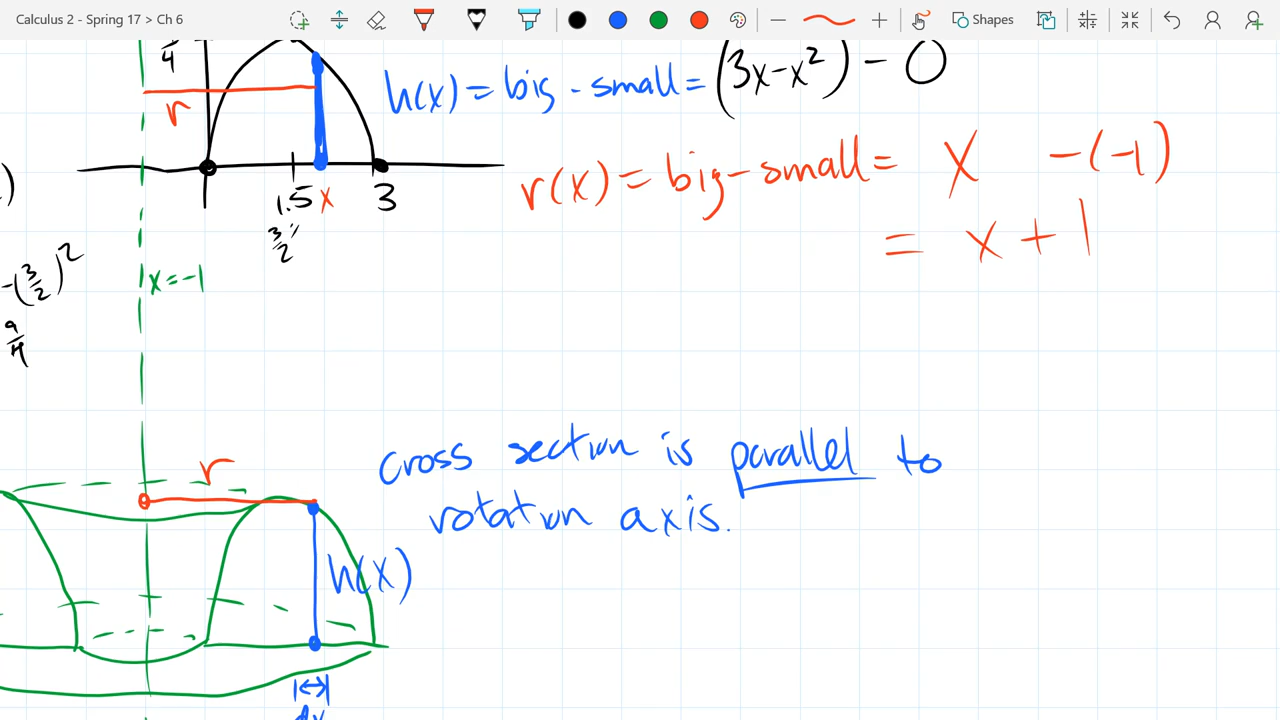 Calculus 2 - Spring 17 > Ch 6
Shapes
4
h(x) = big - small = (3x-x²) - 0
r
r(x) = big - small = x - (-1)
= x + 1
1.5 x 3
3/2
-(3/2)²
x=-1
9/4
)
cross section is parallel to
rotation axis.
r
h(x)